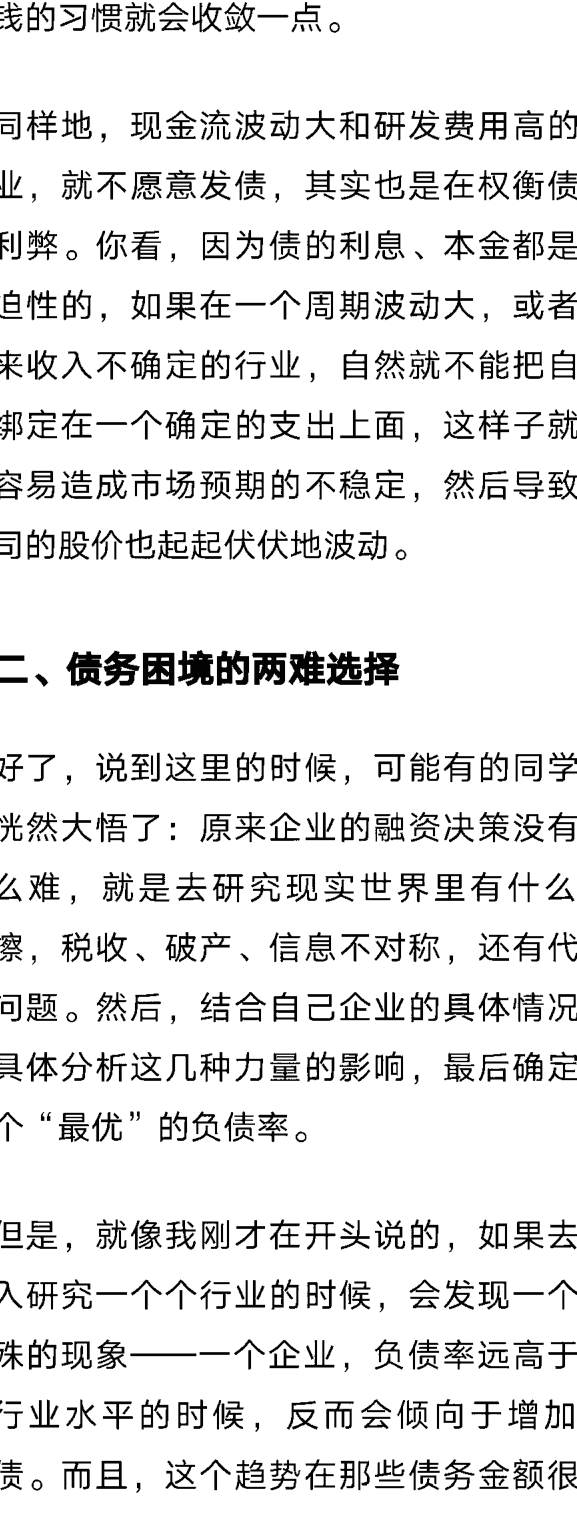 钱的习惯就会收敛一点。
同样地，现金流波动大和研发费用高的
业，就不愿意发债，其实也是在权衡债
利弊。你看，因为债的利息、本金都是
迫性的，如果在一个周期波动大，或者
来收入不确定的行业，自然就不能把自
绑定在一个确定的支出上面，这样子就
容易造成市场预期的不稳定，然后导致
司的股价也起起伏伏地波动。
二、债务困境的两难选择
好了，说到这里的时候，可能有的同学
恍然大悟了：原来企业的融资决策没有
么难，就是去研究现实世界里有什么
擦，税收、破产、信息不对称，还有代
问题。然后，结合自己企业的具体情况
具体分析这几种力量的影响，最后确定
个“最优”的负债率。
但是，就像我刚才在开头说的，如果去
入研究一个个行业的时候，会发现一个
殊的现象——一个企业，负债率远高于
行业水平的时候，反而会倾向于增加
债。而且，这个趋势在那些债务金额很